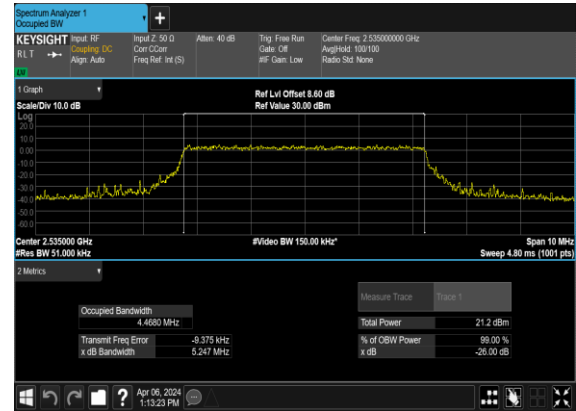 Spectrum Analyzer 1
Occupied BW
+
KEYSIGHT Input: RF Input Z: 50 Ω Atten: 40 dB Trig: Free Run Center Freq: 2.535000000 GHz
RLT Coupling: DC Corr CCorr Gate: Off Avg|Hold: 100/100
Align: Auto Freq Ref: Int (S) #IF Gain: Low Radio Std: None
LNI
1 Graph
Ref Lvl Offset 8.60 dB
Scale/Div 10.0 dB Ref Value 30.00 dBm
Log
20.0
10.0
0.00
-10.0
-20.0
-30.0
-40.0
-50.0
-60.0
Center 2.535000 GHz #Video BW 150.00 kHz* Span 10 MHz
#Res BW 51.000 kHz Sweep 4.80 ms (1001 pts)
2 Metrics
Measure Trace Trace 1
Occupied Bandwidth
4.4680 MHz Total Power 21.2 dBm
Transmit Freq Error -9.375 kHz % of OBW Power 99.00 %
x dB Bandwidth 5.247 MHz x dB -26.00 dB
? Apr 06, 2024
1:13:23 PM